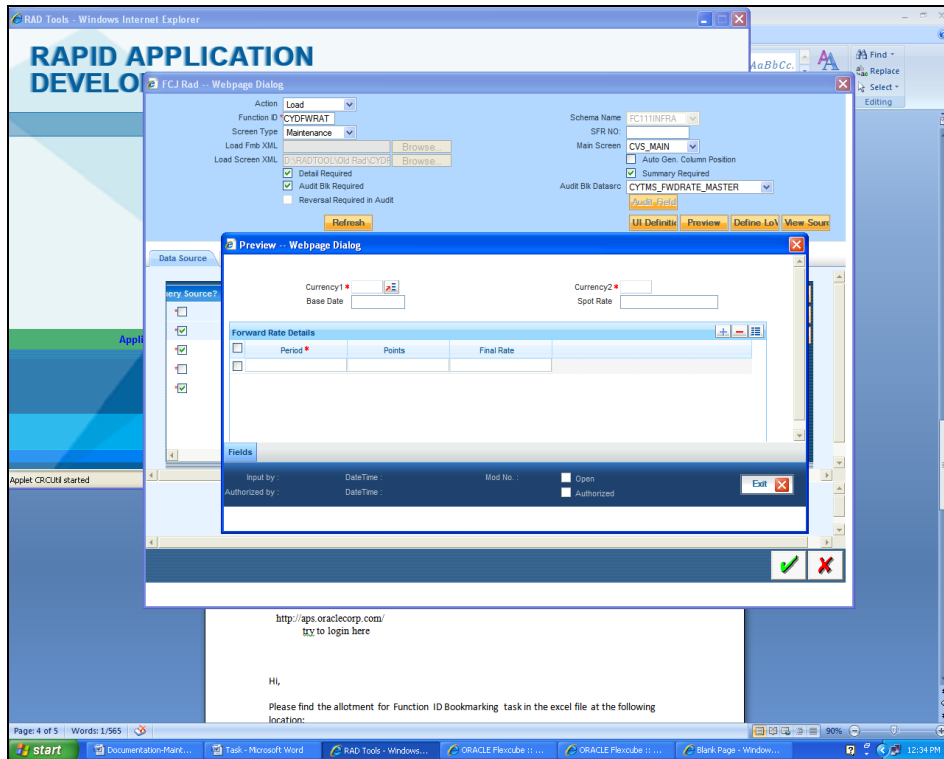 RAD Tools - Windows Internet Explorer
RAPID APPLICATION
DEVELO
AaBbCc.
Find
Replace
Select
Editing
FCJ Rad -- Webpage Dialog
Action Load
Function ID *CYDFWRAT
Screen Type Maintenance
Load Fmb XML Browse...
Load Screen XML D:\RADTOOL\Old Rad\CYDF Browse...
Detail Required
Audit Blk Required
Reversal Required in Audit
Schema Name FC111INFRA
SFR NO:
Main Screen CVS_MAIN
Auto Gen. Column Position
Summary Required
Audit Blk Datasrc CYTMS_FWDRATE_MASTER
Audit Field
Refresh
UI Definitio Preview Define LoV View Sourc
Data Source
Preview -- Webpage Dialog
Currency1 *
Currency2 *
Base Date
Spot Rate
uery Source?
Forward Rate Details
Period * Points Final Rate
Appli
Fields
Input by : DateTime : Mod No. : Open
Authorized by : DateTime : Authorized
Exit
Applet CRCUtil started
http://aps.oraclecorp.com/
try to login here
Hi,
Please find the allotment for Function ID Bookmarking task in the excel file at the following
location:
Page: 4 of 5 Words: 1/565 90%
start Documentation-Maint... Task - Microsoft Word RAD Tools - Windows... ORACLE Flexcube :: ... ORACLE Flexcube :: ... Blank Page - Window... 12:34 PM